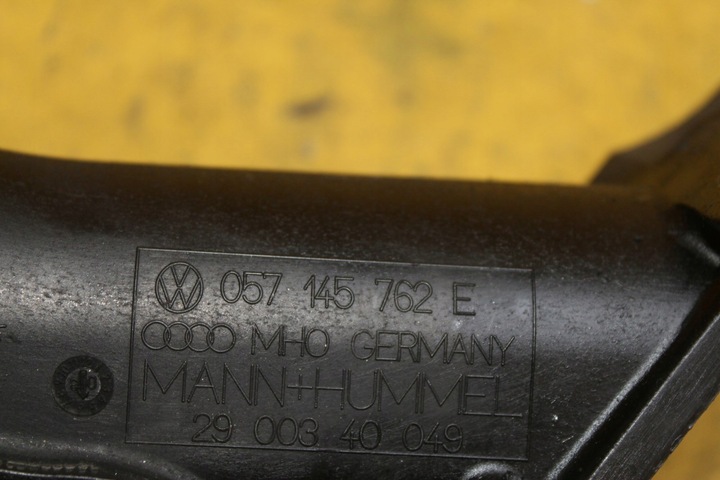 057 145 762 E
MHO GERMANY
MANN+HUMMEL
29 003 40 049